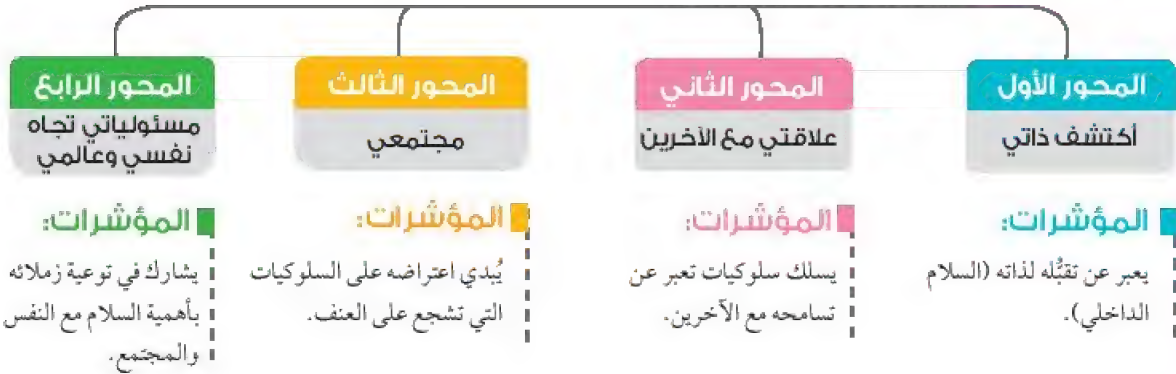 المحور الأول
أكتشف ذاتي
المؤشرات:
يعبر عن تقبُّله لذاته (السلام
الداخلي).
المحور الثاني
علاقتي مع الآخرين
المؤشرات:
يسلك سلوكيات تعبر عن
تسامحه مع الآخرين.
المحور الثالث
مجتمعي
المؤشرات:
يُبدي اعتراضه على السلوكيات
التي تشجع على العنف.
المحور الرابع
مسئولياتي تجاه
نفسي وعالمي
المؤشرات:
يشارك في توعية زملائه
بأهمية السلام مع النفس
والمجتمع.